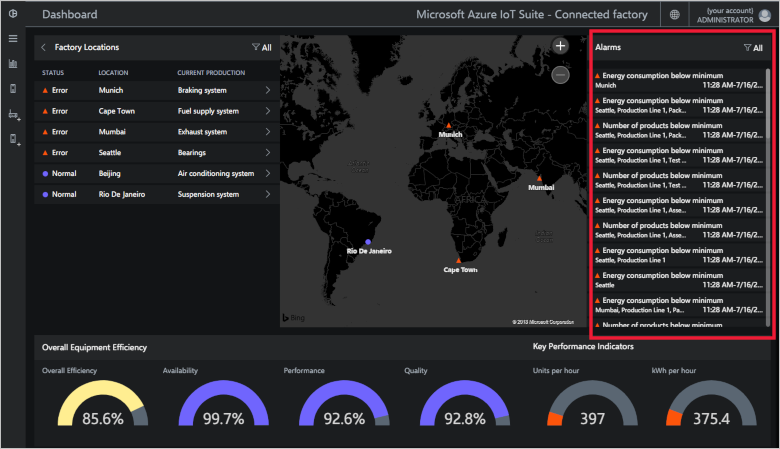 Dashboard
Microsoft Azure IoT Suite - Connected factory
(your account)
ADMINISTRATOR
Factory Locations
All
STATUS LOCATION CURRENT PRODUCTION
Error Munich Braking system
Error Cape Town Fuel supply system
Error Mumbai Exhaust system
Error Seattle Bearings
Normal Beijing Air conditioning system
Normal Rio De Janeiro Suspension system
Munich
AFRICA
Mumbai
Rio De Janeiro
Cape Town
Bing
© 2018 Microsoft Corporation
Alarms
All
Energy consumption below minimum
Munich 11:28 AM-7/16/2...
Energy consumption below minimum
Seattle, Production Line 1, Pack... 11:28 AM-7/16/2...
Number of products below minimum
Seattle, Production Line 1, Pack... 11:28 AM-7/16/2...
Energy consumption below minimum
Seattle, Production Line 1, Test ... 11:28 AM-7/16/2...
Number of products below minimum
Seattle, Production Line 1, Test ... 11:28 AM-7/16/2...
Energy consumption below minimum
Seattle, Production Line 1, Asse... 11:28 AM-7/16/2...
Number of products below minimum
Seattle, Production Line 1, Asse... 11:28 AM-7/16/2...
Energy consumption below minimum
Seattle, Production Line 1 11:28 AM-7/16/2...
Energy consumption below minimum
Seattle 11:28 AM-7/16/2...
Energy consumption below minimum
Mumbai, Production Line 1, Pa... 11:28 AM-7/16/2...
Number of products below minimum
Overall Equipment Efficiency
Key Performance Indicators
Overall Efficiency
Availability
Performance
Quality
Units per hour
kWh per hour
85.6%
99.7%
92.6%
92.8%
397
375.4